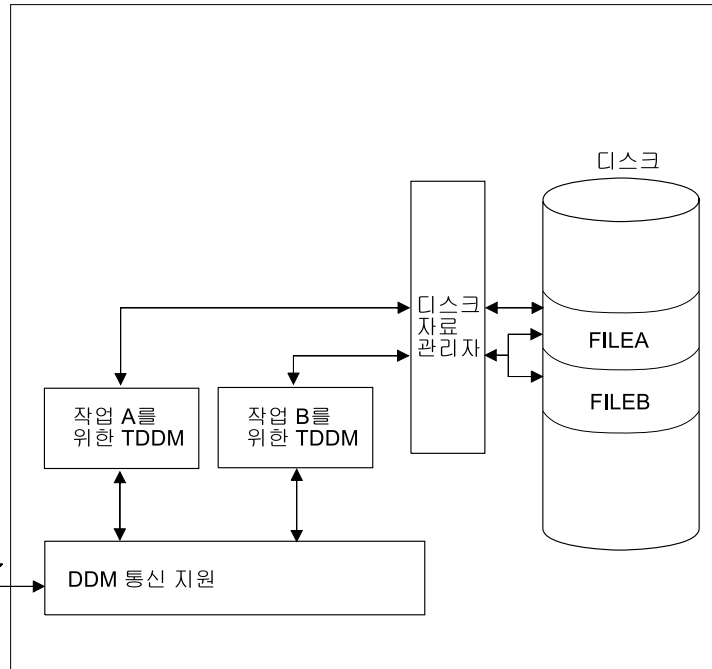 디스크
디스크
자료
관리자
FILEA
FILEB
작업 A를
위한 TDDM
작업 B를
위한 TDDM
DDM 통신 지원